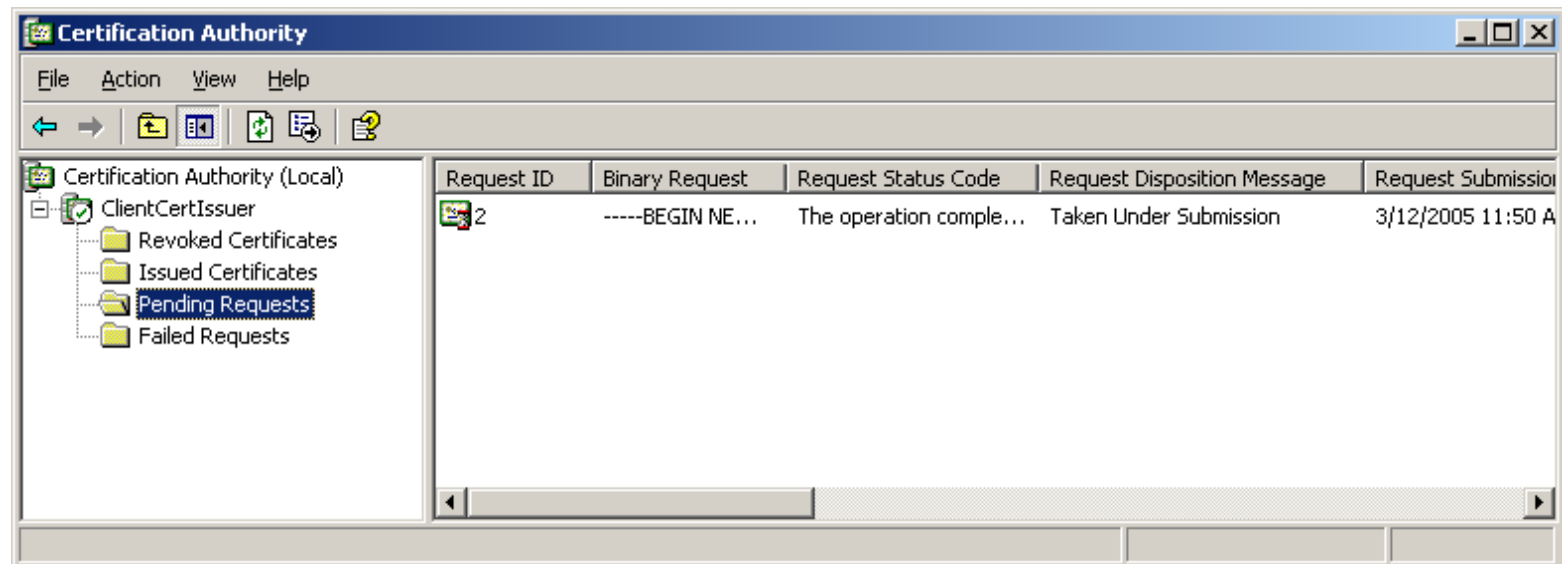 Certification Authority
File Action View Help
Certification Authority (Local)
ClientCertIssuer
Revoked Certificates
Issued Certificates
Pending Requests
Failed Requests
Request ID Binary Request Request Status Code Request Disposition Message Request Submission
2 -----BEGIN NE... The operation comple... Taken Under Submission 3/12/2005 11:50 A